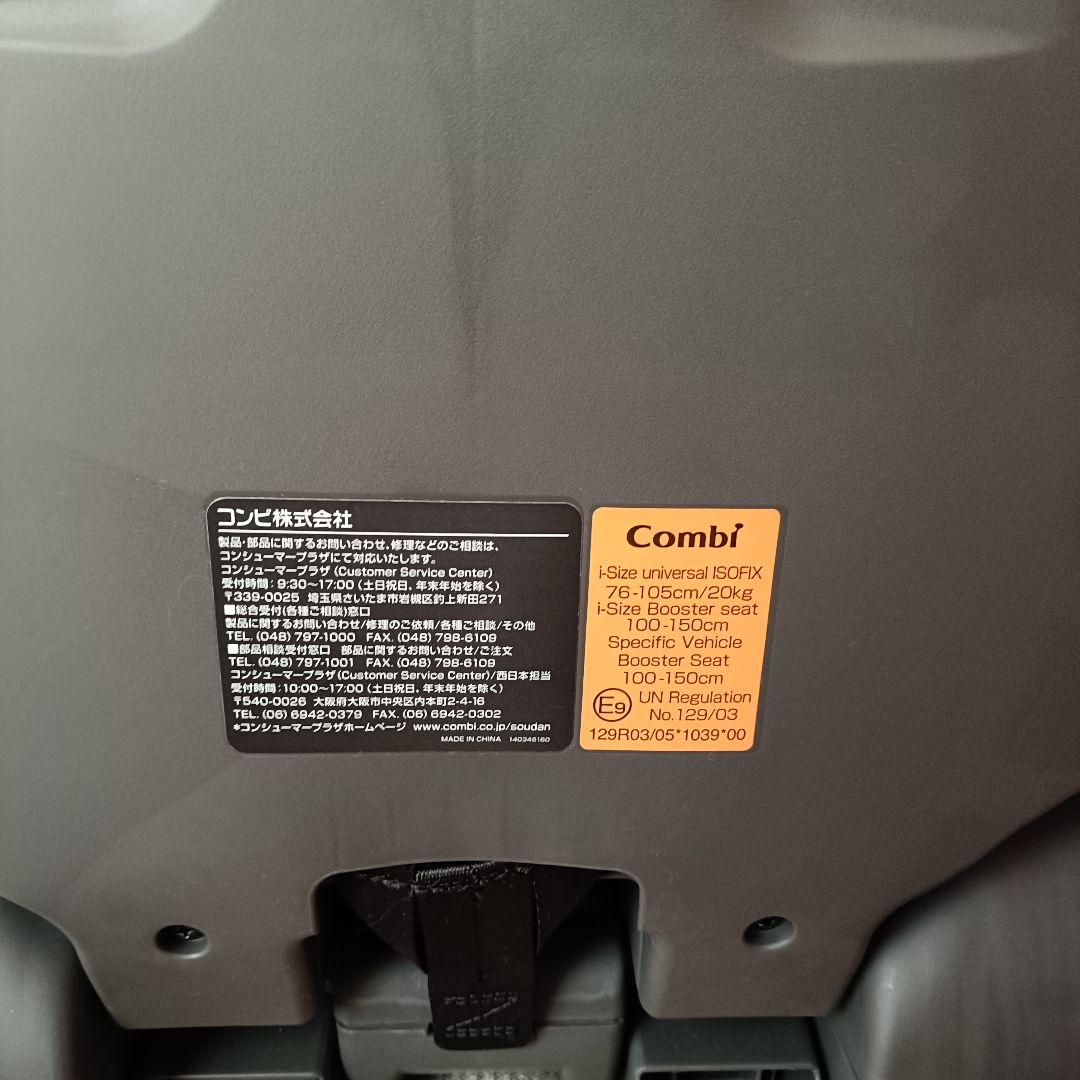 コンビ株式会社
製品・部品に関するお問い合わせ、修理などのご相談は、
コンシューマープラザにて対応いたします。
コンシューマープラザ (Customer Service Center)
受付時間：9:30～17:00 (土日祝日、年末年始を除く)
〒339-0025 埼玉県さいたま市岩槻区釣上新田271
■総合受付(各種ご相談)窓口
製品に関するお問い合わせ/修理のご依頼/各種ご相談/その他
TEL. (048) 797-1000 FAX. (048) 798-6109
■部品相談受付窓口 部品に関するお問い合わせ/ご注文
TEL. (048) 797-1001 FAX. (048) 798-6109
コンシューマープラザ(Customer Service Center)/西日本担当
受付時間：10:00～17:00 (土日祝日、年末年始を除く)
〒540-0026 大阪府大阪市中央区内本町2-4-16
TEL. (06) 6942-0379 FAX. (06) 6942-0302
*コンシューマープラザホームページ www.combi.co.jp/soudan
MADE IN CHINA 140346160
Combi
i-Size universal ISOFIX
76-105cm/20kg
i-Size Booster seat
100-150cm
Specific Vehicle
Booster Seat
100-150cm
E9 UN Regulation
No.129/03
129R03/05*1039*00